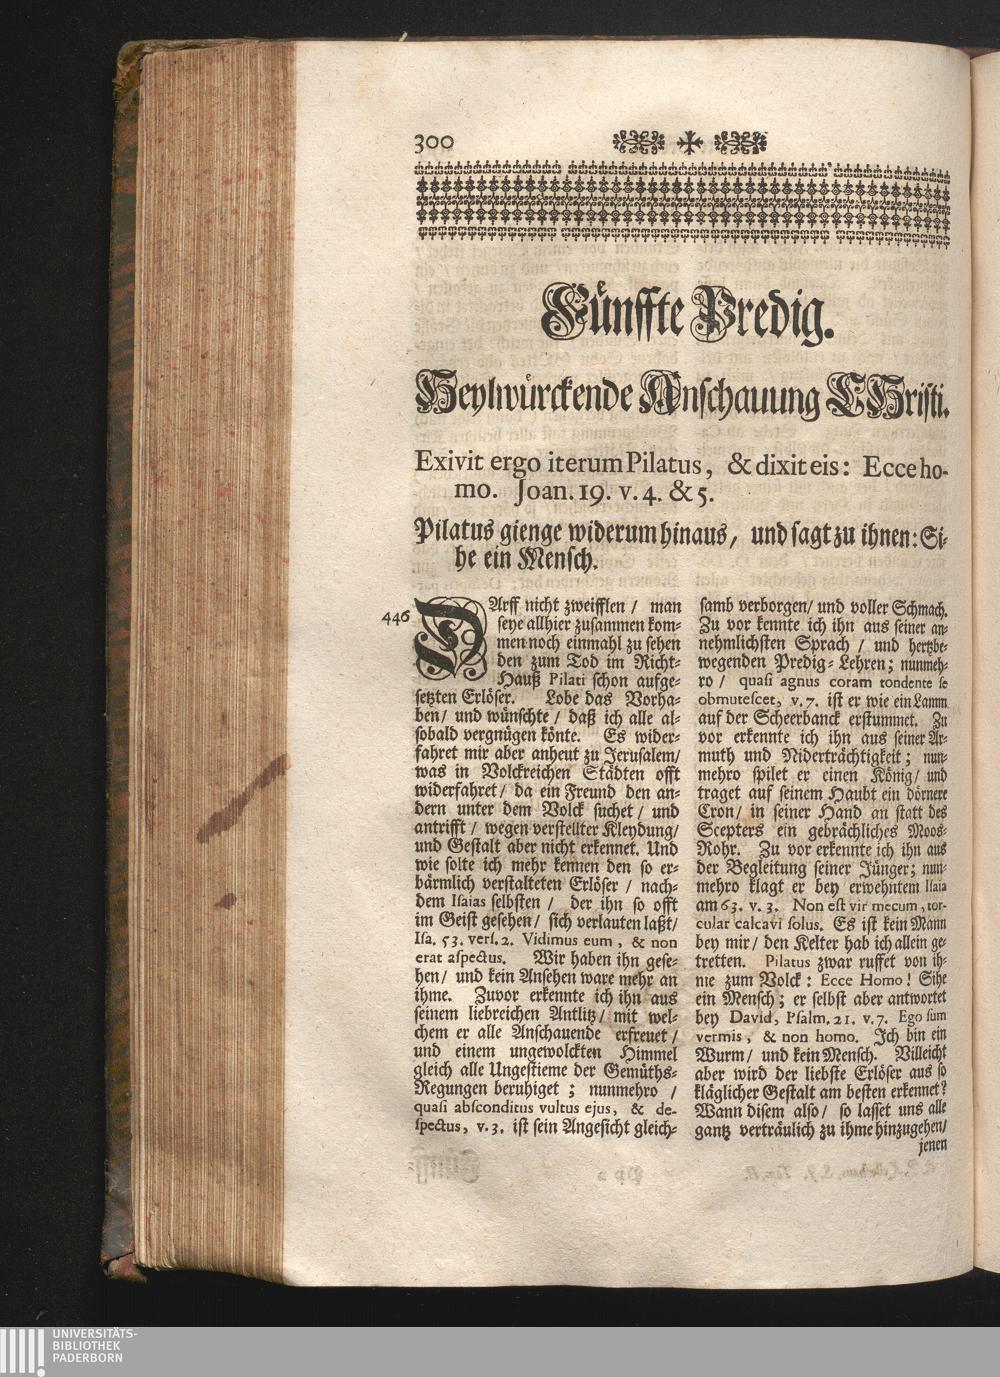 300
Fünffte Predig.
Heylwürckende Anschauung CHristi.
Exivit ergo iterum Pilatus, & dixit eis: Ecce ho-
mo. Joan. 19. v. 4. & 5.
Pilatus gienge widerum hinaus, und sagt zu ihnen: Si-
he ein Mensch.
446
DArff nicht zweifflen / man
seye allhier zusammen kom-
men noch einmahl zu sehen
den zum Tod im Richt-
Hauß Pilati schon aufge-
setzten Erlöser. Lobe das Vorha-
ben / und wünschte / daß ich alle al-
sobald vergnügen könte. Es wider-
fahret mir aber anheut zu Jerusalem /
was in Volckreichen Städten offt
widerfahret / da ein Freund den an-
dern unter dem Volck suchet / und
antrifft / wegen verstellter Kleydung /
und Gestalt aber nicht erkennet. Und
wie solte ich mehr kennen den so er-
bärmlich verstalteten Erlöser / nach-
dem Isaias selbsten / der ihn so offt
im Geist gesehen / sich verlauten laßt /
Isa. 53. vers. 2. Vidimus eum, & non
erat aspectus. Wir haben ihn gese-
hen / und kein Ansehen ware mehr an
ihme. Zuvor erkennte ich ihn aus
seinem liebreichen Antlitz / mit wel-
chem er alle Anschauende erfreuet /
und einem ungewolckten Himmel
gleich alle Ungestieme der Gemüths-
Regungen beruhiget ; nunmehro /
quasi absconditus vultus ejus, & de-
spectus, v. 3. ist sein Angesicht gleich-
samb verborgen / und voller Schmach.
Zu vor kennte ich ihn aus seiner an-
nehmlichsten Sprach / und hertzbe-
wegenden Predig-Lehren ; nunmeh-
ro / quasi agnus coram tondente se
obmutescet, v. 7. ist er wie ein Lamm
auf der Scheerbanck erstummet. Zu
vor erkennte ich ihn aus seiner Ar-
muth und Niderträchtigkeit ; nun-
mehro spilet er einen König / und
traget auf seinem Haubt ein dörnere
Cron / in seiner Hand an statt des
Scepters ein gebrächliches Moos-
Rohr. Zu vor erkennte ich ihn aus
der Begleitung seiner Jünger ; nun-
mehro klagt er bey erwehntem Isaia
am 63. v. 3. Non est vir mecum, tor-
cular calcavi solus. Es ist kein Mann
bey mir / den Kelter hab ich allein ge-
tretten. Pilatus zwar ruffet von ih-
me zum Volck : Ecce Homo ! Sihe
ein Mensch ; er selbst aber antwortet
bey David, Psalm. 21. v. 7. Ego sum
vermis, & non homo. Ich bin ein
Wurm / und kein Mensch. Villeicht
aber wird der liebste Erlöser aus so
kläglicher Gestalt am besten erkennet?
Wann disem also / so lasset uns alle
gantz verträulich zu ihme hinzugehen /
jenen
UNIVERSITÄTS-
BIBLIOTHEK
PADERBORN